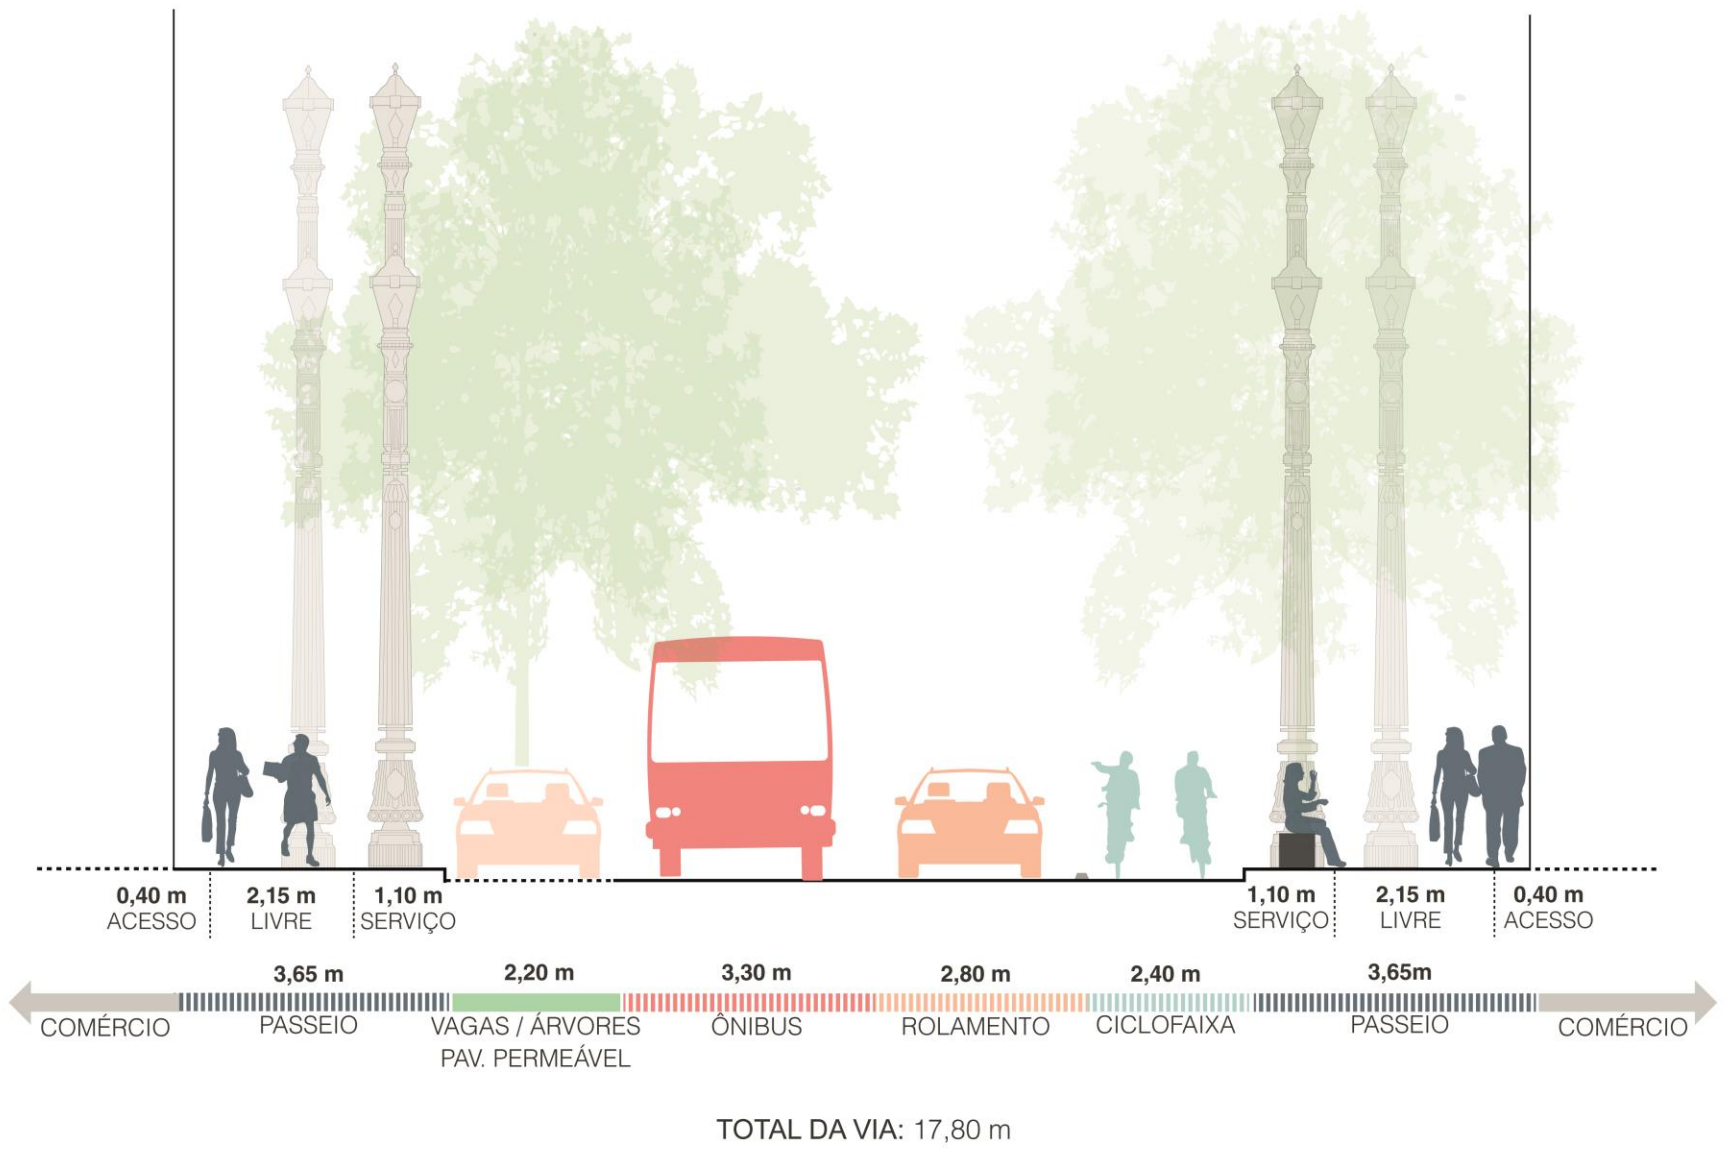 0,40 m
ACESSO
2,15 m
LIVRE
1,10 m
SERVIÇO
1,10 m
SERVIÇO
2,15 m
LIVRE
0,40 m
ACESSO
3,65 m
2,20 m
3,30 m
2,80 m
2,40 m
3,65m
COMÉRCIO
PASSEIO
VAGAS / ÁRVORES
PAV. PERMEÁVEL
ÔNIBUS
ROLAMENTO
CICLOFAIXA
PASSEIO
COMÉRCIO
TOTAL DA VIA: 17,80 m